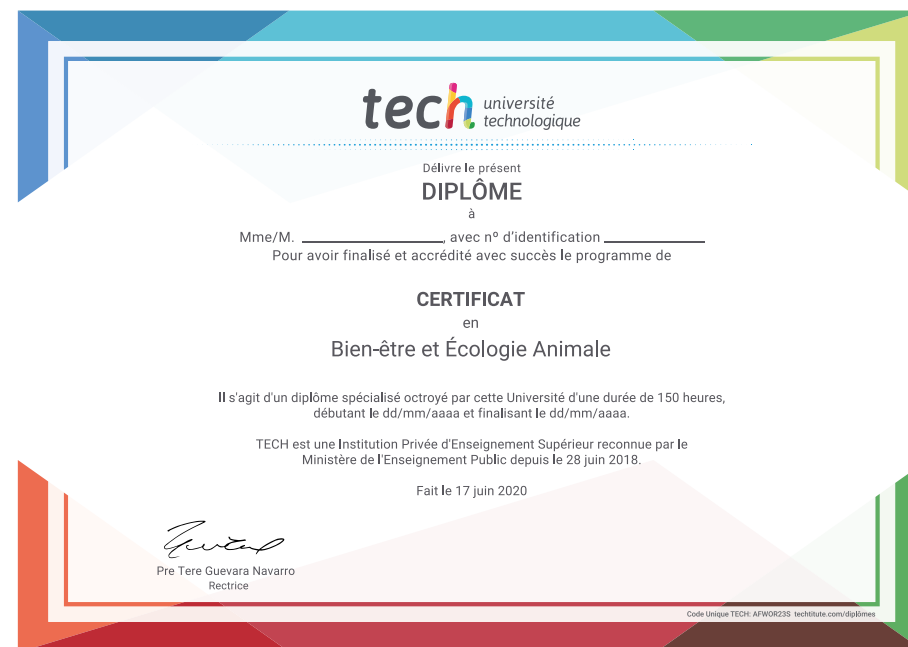 tech université
technologique
Délivre le présent
DIPLÔME
à
Mme/M. ____________________, avec nº d'identification ______________
Pour avoir finalisé et accrédité avec succès le programme de
CERTIFICAT
en
Bien-être et Écologie Animale
Il s'agit d'un diplôme spécialisé octroyé par cette Université d'une durée de 150 heures,
débutant le dd/mm/aaaa et finalisant le dd/mm/aaaa.
TECH est une Institution Privée d'Enseignement Supérieur reconnue par le
Ministère de l'Enseignement Public depuis le 28 juin 2018.
Fait le 17 juin 2020
Pre Tere Guevara Navarro
Rectrice
Code Unique TECH: AFWOR23S techtitute.com/diplômes